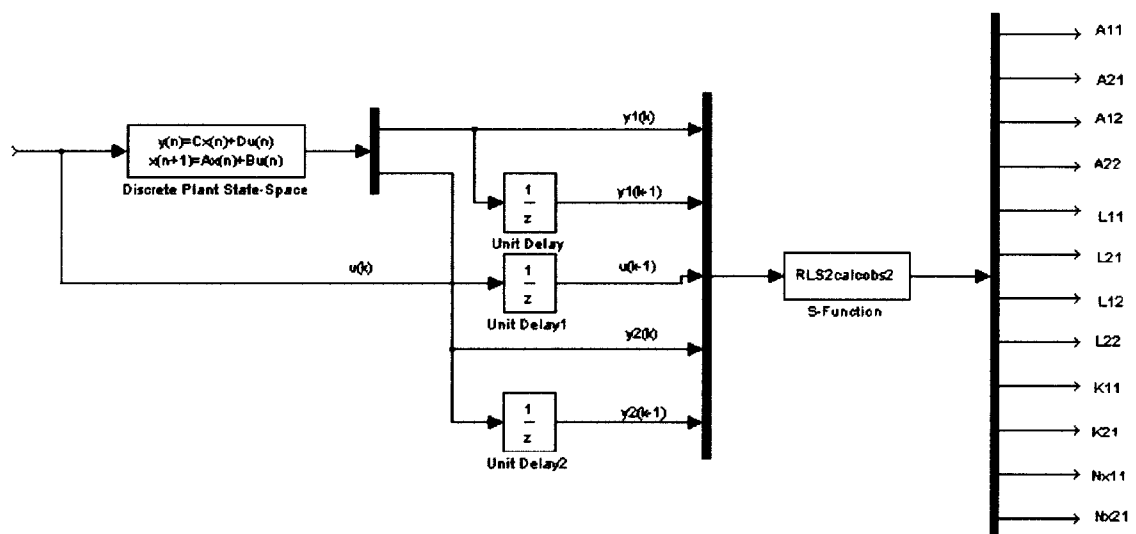 y(n)=Cx(n)+Du(n)
x(n+1)=Ax(n)+Bu(n)
Discrete Plant State-Space
u(k)
y1(k)
1
z
Unit Delay
y1(k+1)
1
z
Unit Delay1
u(k-1)
y2(k)
1
z
Unit Delay2
y2(k+1)
RLS2calcobs2
S-Function
A11
A21
A12
A22
L11
L21
L12
L22
K11
K21
Nx11
Nx21